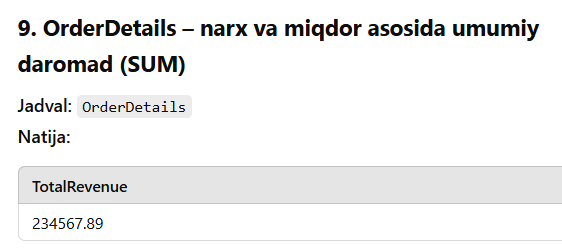 9. OrderDetails – narx va miqdor asosida umumiy
daromad (SUM)
Jadval: OrderDetails
Natija:
TotalRevenue
234567.89